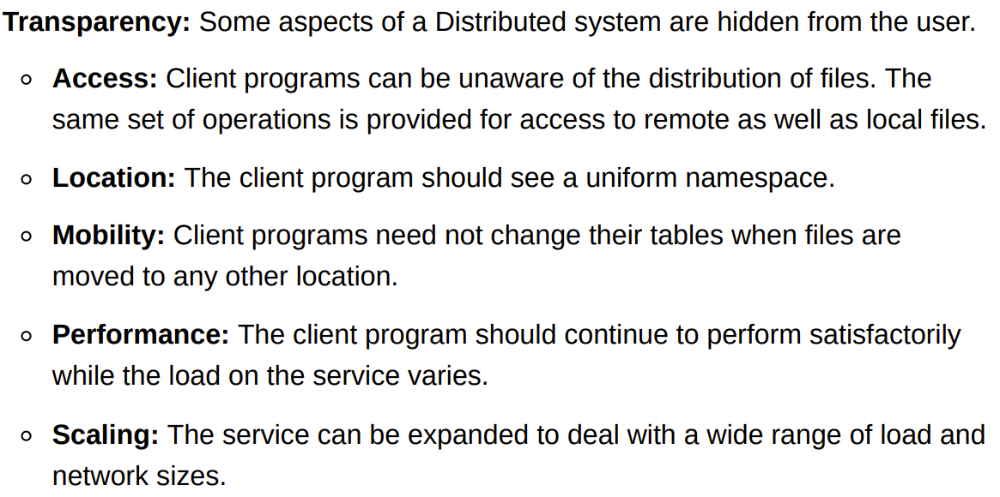 Transparency: Some aspects of a Distributed system are hidden from the user.
Access: Client programs can be unaware of the distribution of files. The
same set of operations is provided for access to remote as well as local files.
Location: The client program should see a uniform namespace.
Mobility: Client programs need not change their tables when files are
moved to any other location.
Performance: The client program should continue to perform satisfactorily
while the load on the service varies.
Scaling: The service can be expanded to deal with a wide range of load and
network sizes.